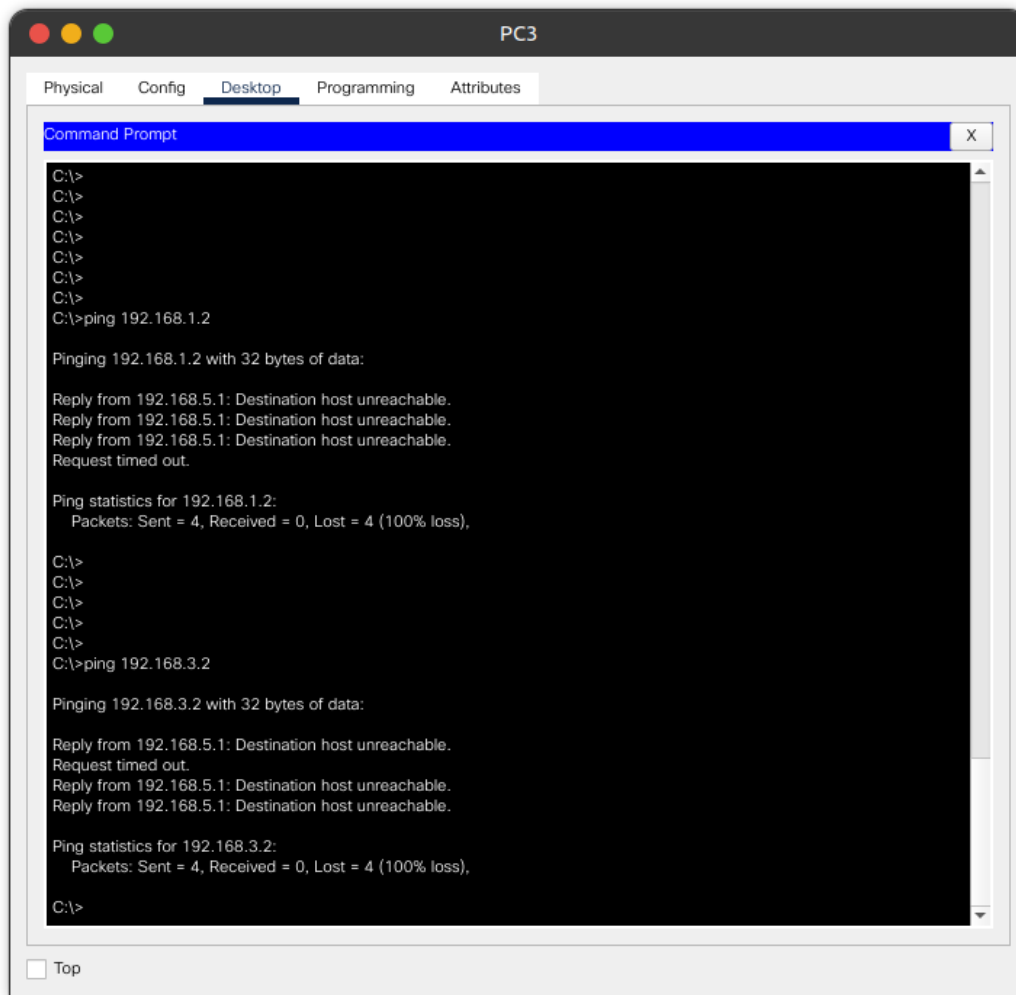 PC3
Physical Config Desktop Programming Attributes
Command Prompt X
C:\>
C:\>
C:\>
C:\>
C:\>
C:\>
C:\>
C:\>ping 192.168.1.2
Pinging 192.168.1.2 with 32 bytes of data:
Reply from 192.168.5.1: Destination host unreachable.
Reply from 192.168.5.1: Destination host unreachable.
Reply from 192.168.5.1: Destination host unreachable.
Request timed out.
Ping statistics for 192.168.1.2:
Packets: Sent = 4, Received = 0, Lost = 4 (100% loss),
C:\>
C:\>
C:\>
C:\>
C:\>
C:\>ping 192.168.3.2
Pinging 192.168.3.2 with 32 bytes of data:
Reply from 192.168.5.1: Destination host unreachable.
Request timed out.
Reply from 192.168.5.1: Destination host unreachable.
Reply from 192.168.5.1: Destination host unreachable.
Ping statistics for 192.168.3.2:
Packets: Sent = 4, Received = 0, Lost = 4 (100% loss),
C:\>
Top